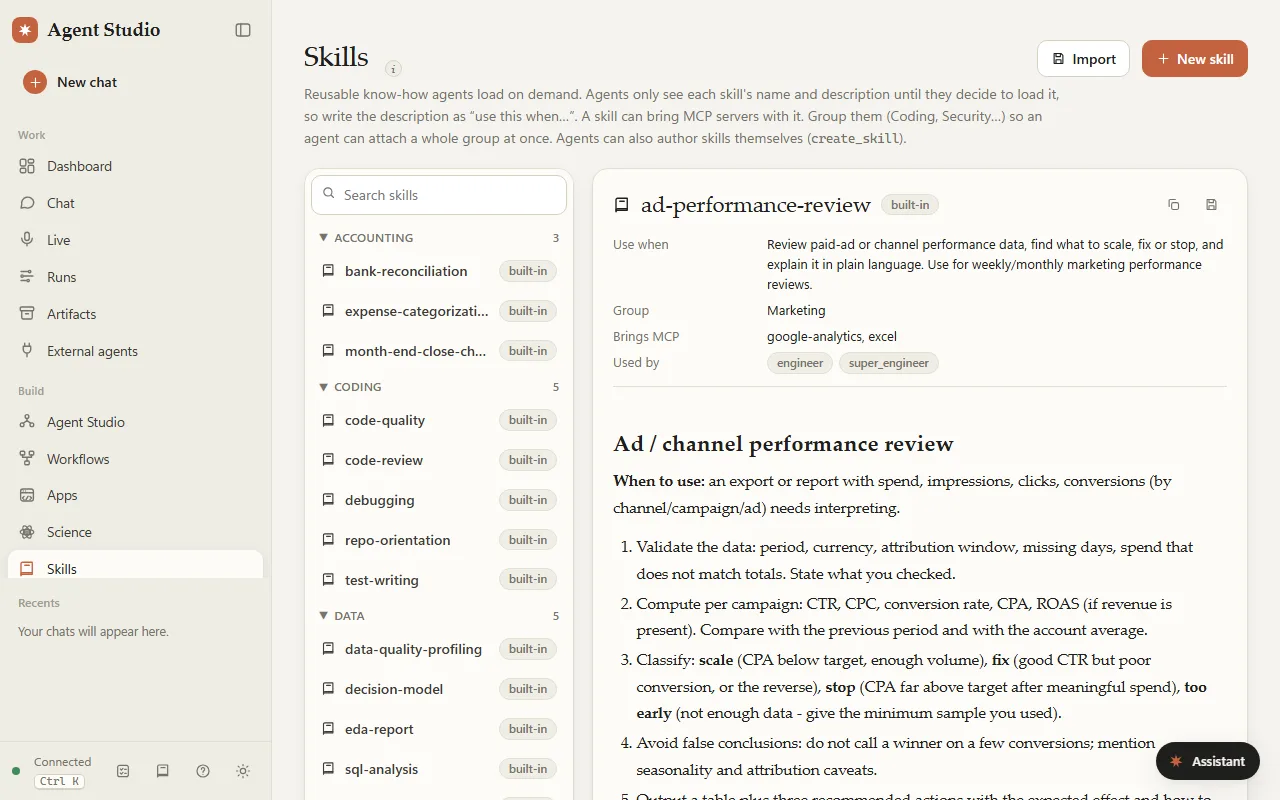 Agent Studio
New chat
Work
Dashboard
Chat
Live
Runs
Artifacts
External agents
Build
Agent Studio
Workflows
Apps
Science
Skills
Recents
Your chats will appear here.
Connected
Ctrl K
Skills
i
Reusable know-how agents load on demand. Agents only see each skill's name and description until they decide to load it,
so write the description as “use this when...”. A skill can bring MCP servers with it. Group them (Coding, Security...) so an
agent can attach a whole group at once. Agents can also author skills themselves (create_skill).
Import
New skill
Search skills
ACCOUNTING 3
bank-reconciliation built-in
expense-categorizati... built-in
month-end-close-ch... built-in
CODING 5
code-quality built-in
code-review built-in
debugging built-in
repo-orientation built-in
test-writing built-in
DATA 5
data-quality-profiling built-in
decision-model built-in
eda-report built-in
sql-analysis built-in
ad-performance-review built-in
Use when Review paid-ad or channel performance data, find what to scale, fix or stop, and
explain it in plain language. Use for weekly/monthly marketing performance
reviews.
Group Marketing
Brings MCP google-analytics, excel
Used by engineer super_engineer
Ad / channel performance review
When to use: an export or report with spend, impressions, clicks, conversions (by
channel/campaign/ad) needs interpreting.
1. Validate the data: period, currency, attribution window, missing days, spend that
does not match totals. State what you checked.
2. Compute per campaign: CTR, CPC, conversion rate, CPA, ROAS (if revenue is
present). Compare with the previous period and with the account average.
3. Classify: scale (CPA below target, enough volume), fix (good CTR but poor
conversion, or the reverse), stop (CPA far above target after meaningful spend), too
early (not enough data - give the minimum sample you used).
4. Avoid false conclusions: do not call a winner on a few conversions; mention
seasonality and attribution caveats.
5. Output a table plus three recommended actions with the expected effect and how to
Assistant